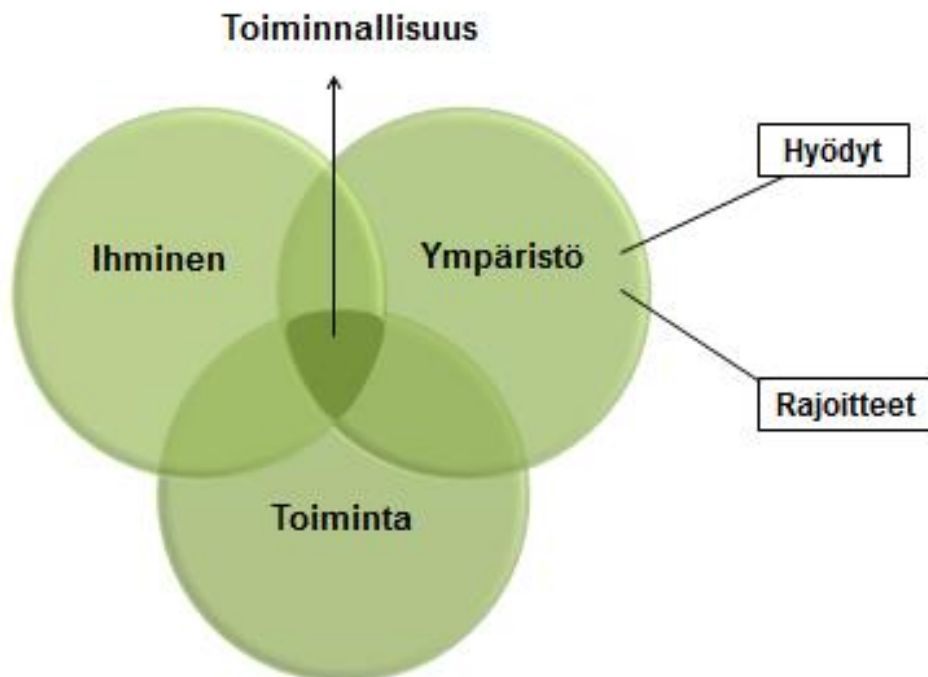 Toiminnallisuus
Hyödyt
Ihminen
Ympäristö
Rajoitteet
Toiminta